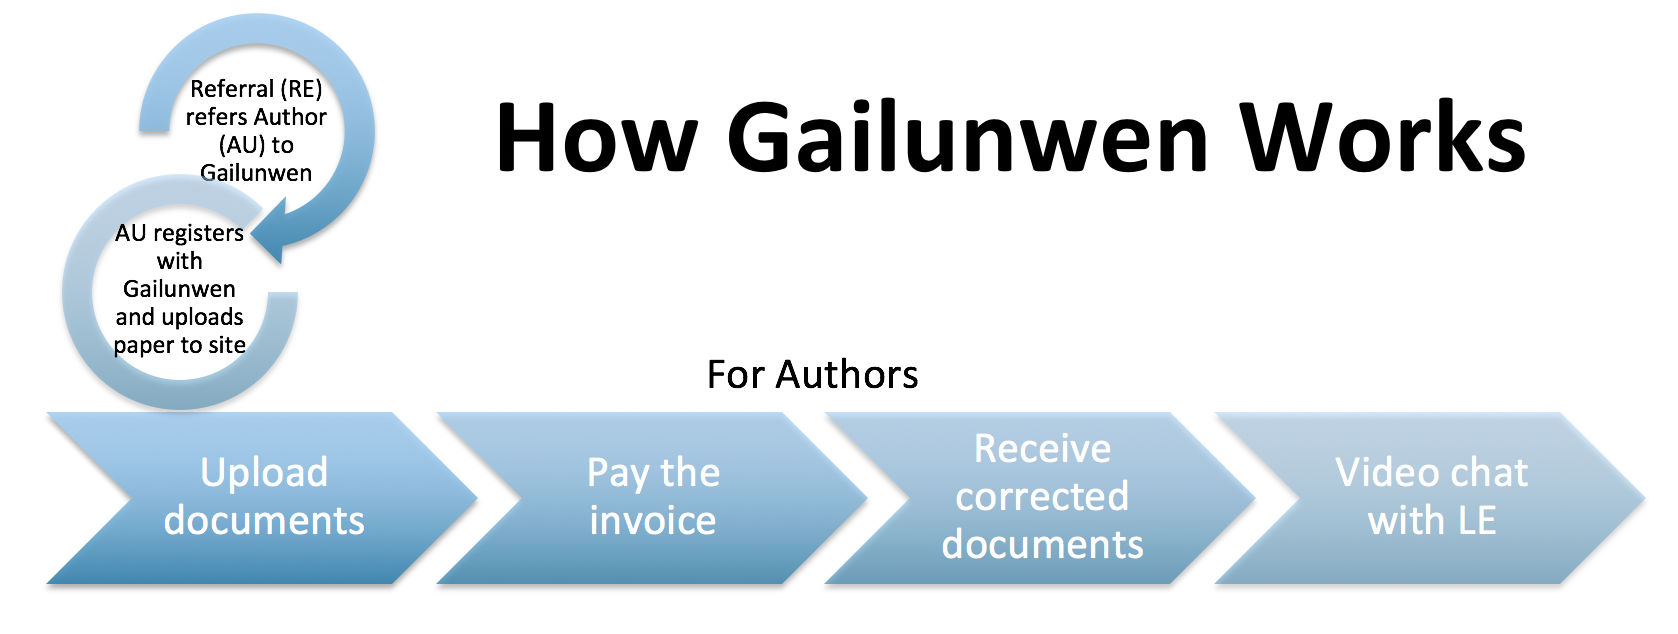 Referral (RE)
refers Author
(AU) to
Gailunwen
How Gailunwen Works
AU registers
with
Gailunwen
and uploads
paper to site
For Authors
Upload
documents
Pay the
invoice
Receive
corrected
documents
Video chat
with LE